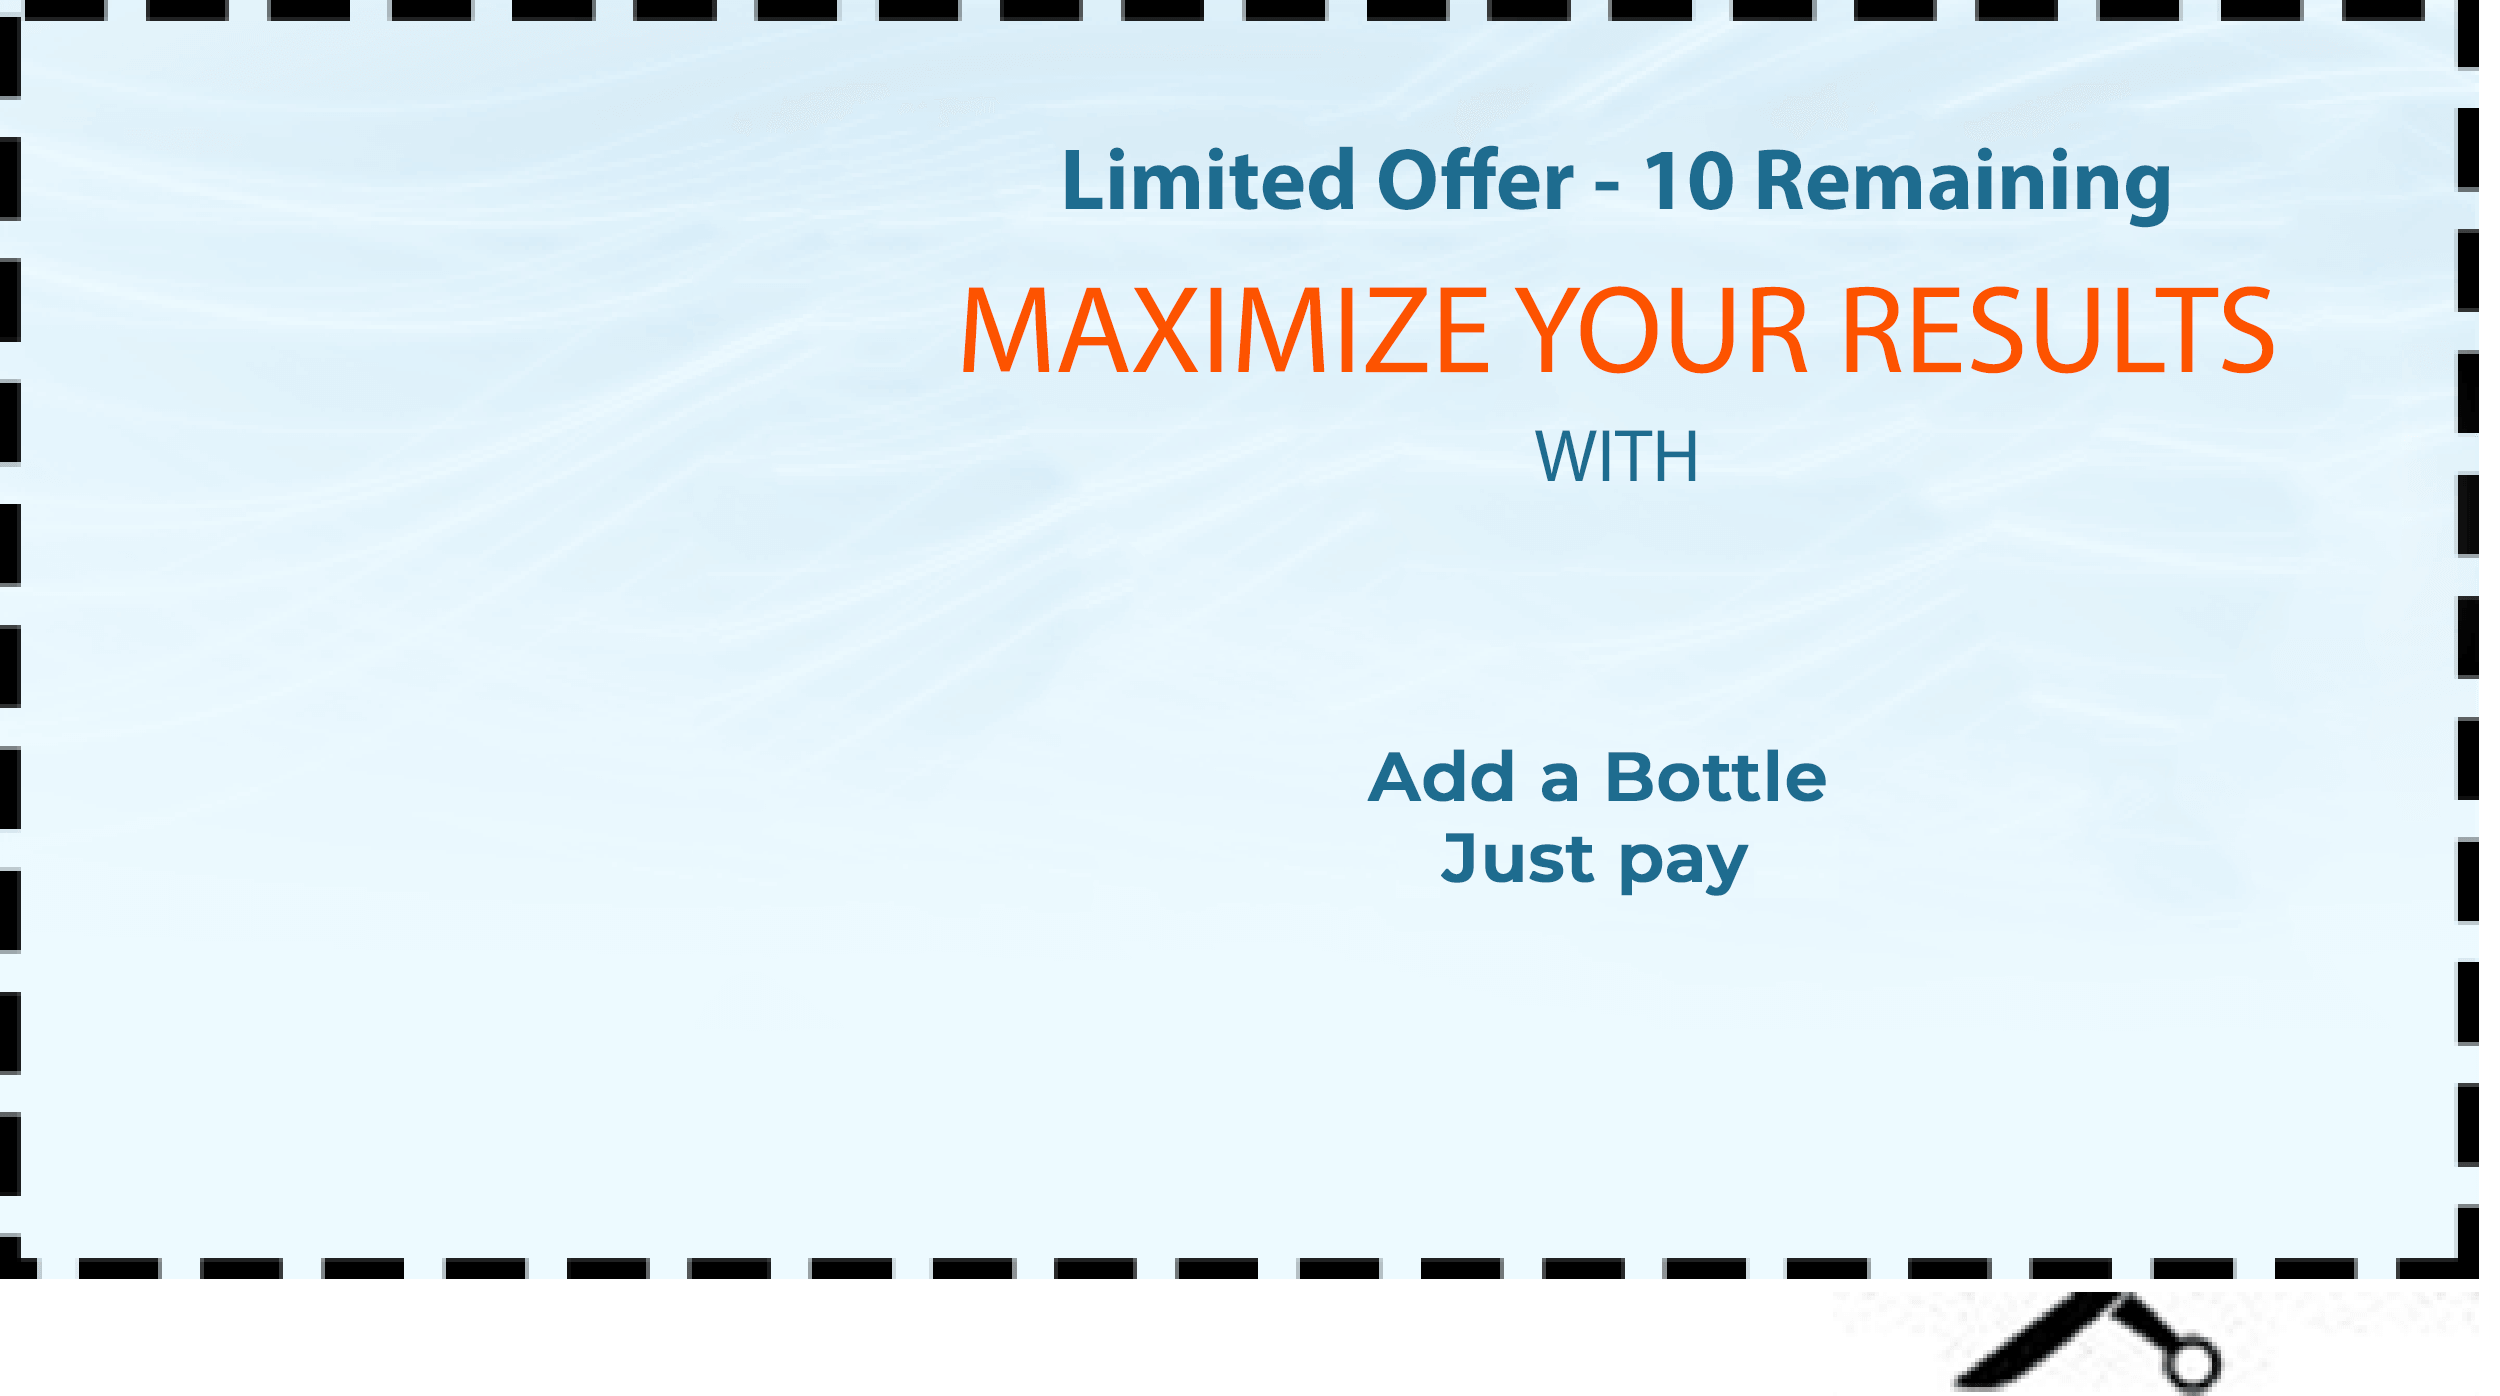 Limited Offer - 10 Remaining
MAXIMIZE YOUR RESULTS
WITH
Add a Bottle
Just pay